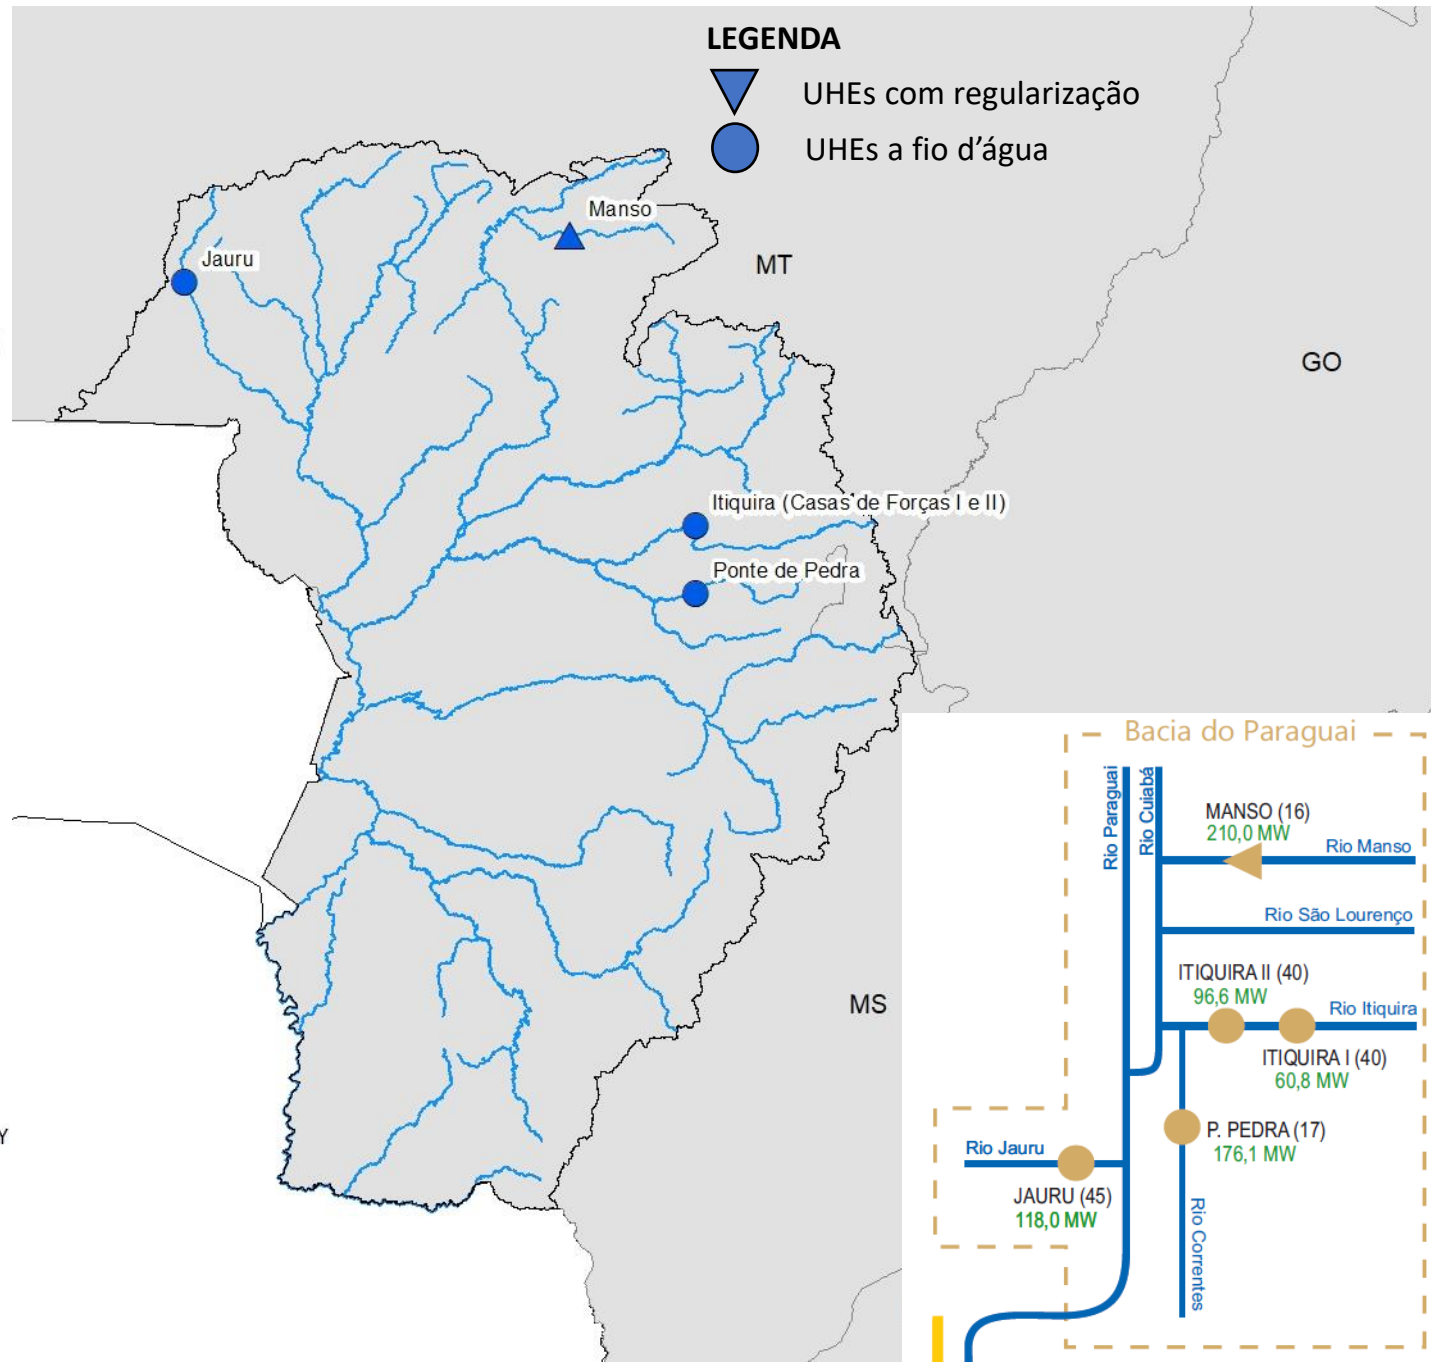 LEGENDA
UHEs com regularização
UHEs a fio d'água
Manso
Jauru
MT
GO
Itiquira (Casas de Forças I e II)
Ponte de Pedra
MS
Y
Bacia do Paraguai
Rio Paraguai
Rio Cuiabá
MANSO (16)
210,0 MW
Rio Manso
Rio São Lourenço
ITIQUIRA II (40)
96,6 MW
Rio Itiquira
ITIQUIRA I (40)
60,8 MW
P. PEDRA (17)
176,1 MW
Rio Jauru
JAURU (45)
118,0 MW
Rio Correntes